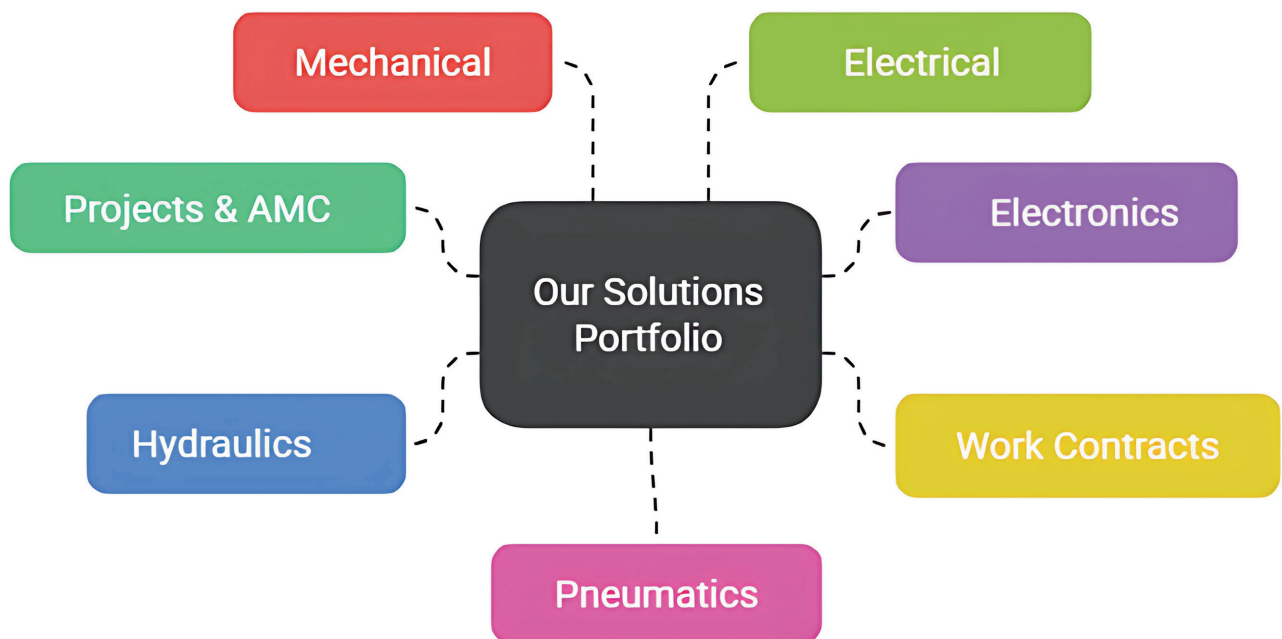 Mechanical
Electrical
Projects & AMC
Electronics
Our Solutions
Portfolio
Hydraulics
Work Contracts
Pneumatics